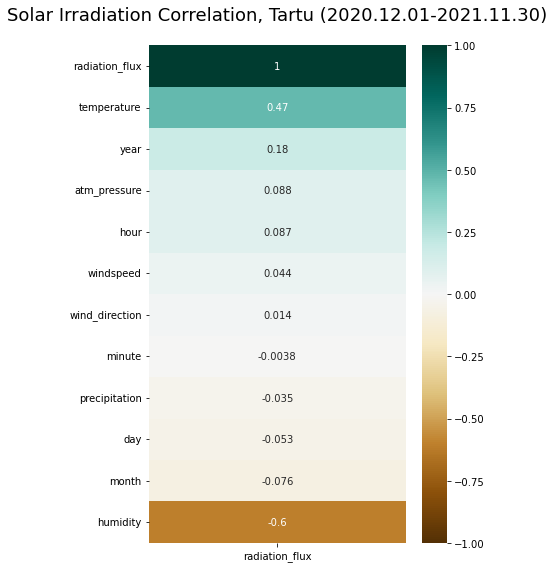 Solar Irradiation Correlation, Tartu (2020.12.01-2021.11.30)
radiation_flux 1
temperature 0.47
year 0.18
atm_pressure 0.088
hour 0.087
windspeed 0.044
wind_direction 0.014
minute -0.0038
precipitation -0.035
day -0.053
month -0.076
humidity -0.6
radiation_flux
1.00
0.75
0.50
0.25
0.00
−0.25
−0.50
−0.75
−1.00